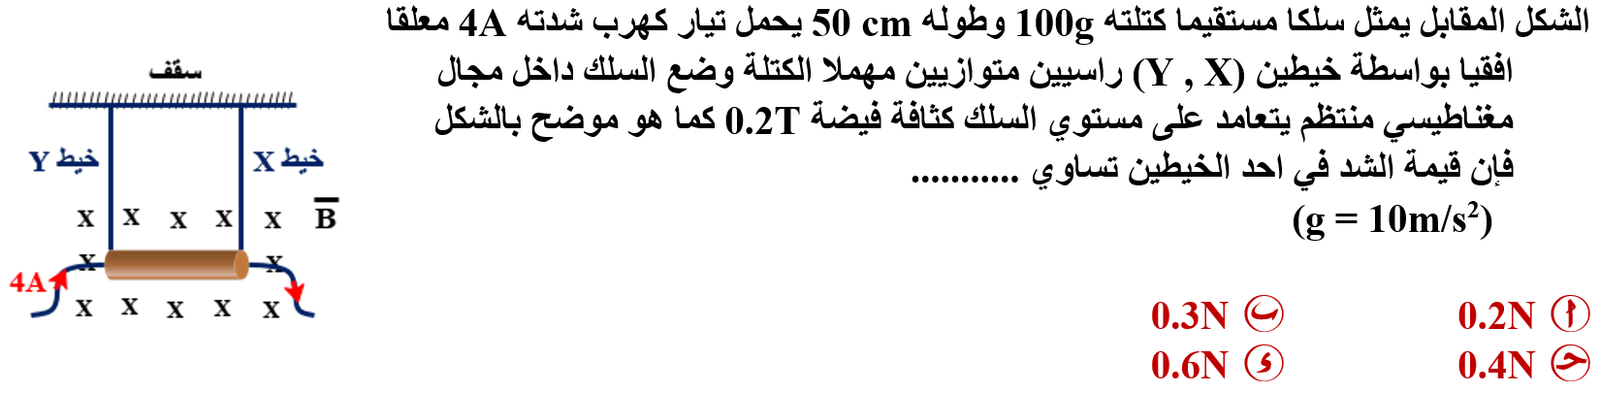 الشكل المقابل يمثل سلكا مستقيما كتلته 100g وطوله 50 cm يحمل تيار كهرب شدته 4A معلقا
افقيا بواسطة خيطين (Y , X) راسيين متوازيين مهملا الكتلة وضع السلك داخل مجال
مغناطيسي منتظم يتعامد على مستوي السلك كثافة فيضة 0.2T كما هو موضح بالشكل
فإن قيمة الشد في احد الخيطين تساوي ............
(g = 10m/s²)
أ 0.2N
ب 0.3N
حـ 0.4N
ء 0.6N
سقف
خيط Y
خيط X
x x x x x B
x x
4A
x x x x x